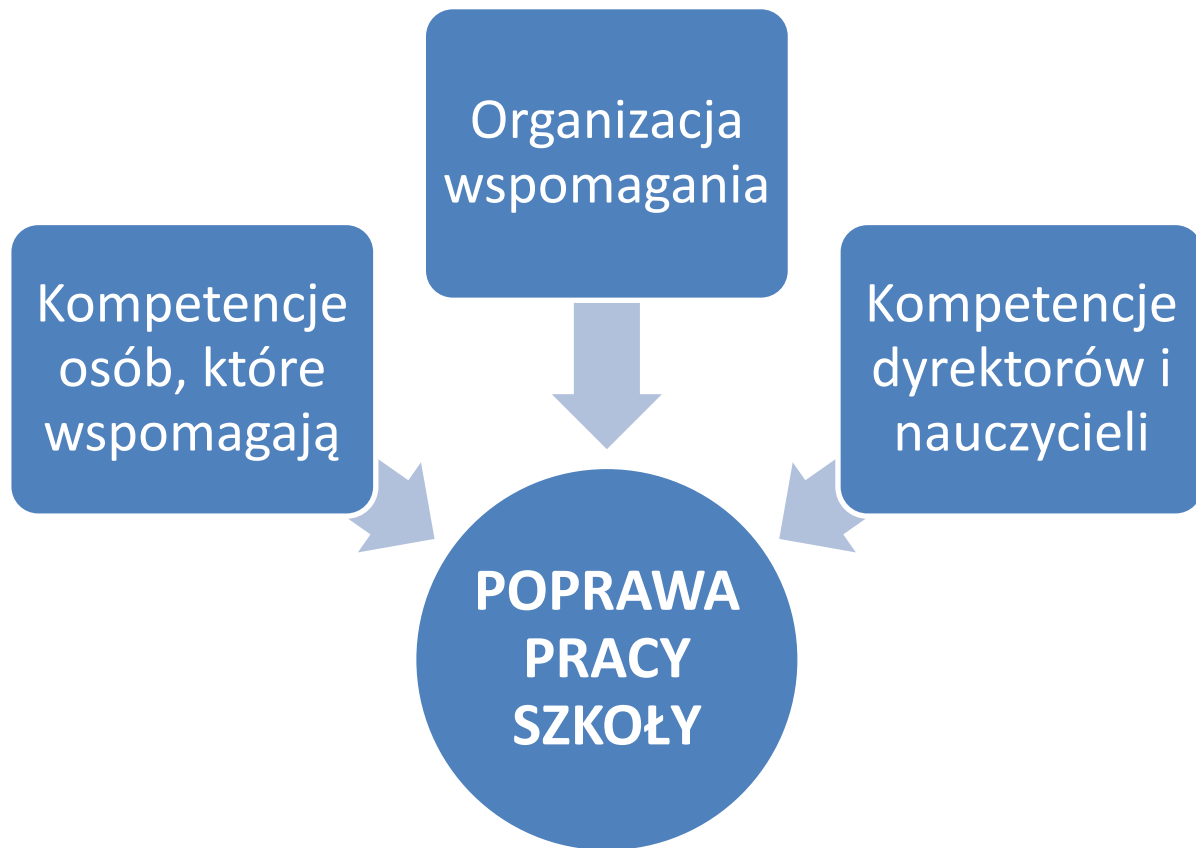 Organizacja
wspomagania
Kompetencje
osób, które
wspomagają
Kompetencje
dyrektorów i
nauczycieli
POPRAWA
PRACY
SZKOŁY